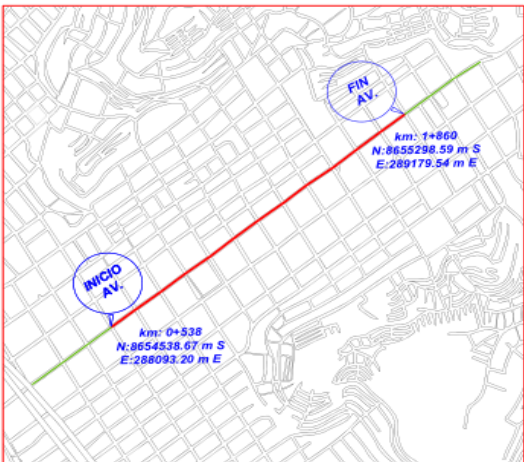 FIN
AV.
km: 1+860
N:8655298.59 m S
E:289179.54 m E
INICIO
AV.
km: 0+538
N:8654538.67 m S
E:288093.20 m E